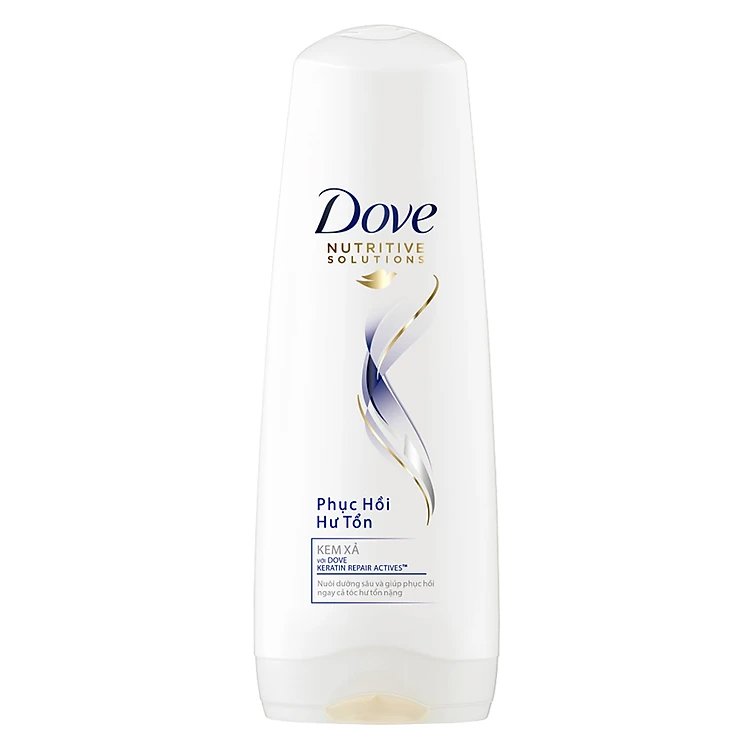 Dove
NUTRITIVE
SOLUTIONS
Phục Hồi
Hư Tổn
KEM XẢ
với DOVE
KERATIN REPAIR ACTIVES™
Nuôi dưỡng sâu và giúp phục hồi
ngay cả tóc hư tổn nặng